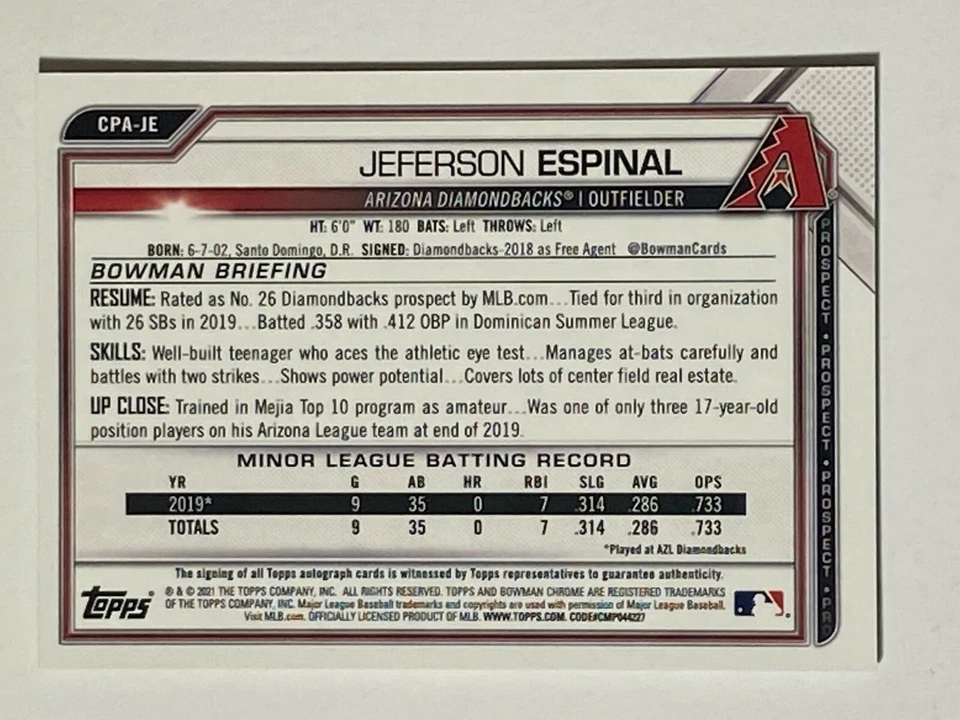 CPA-JE
JEFERSON ESPINAL
ARIZONA DIAMONDBACKS® | OUTFIELDER
HT: 6'0" WT: 180 BATS: Left THROWS: Left
BORN: 6-7-02, Santo Domingo, D.R. SIGNED: Diamondbacks-2018 as Free Agent @BowmanCards
BOWMAN BRIEFING
RESUME: Rated as No. 26 Diamondbacks prospect by MLB.com...Tied for third in organization
with 26 SBs in 2019...Batted .358 with .412 OBP in Dominican Summer League.
SKILLS: Well-built teenager who aces the athletic eye test...Manages at-bats carefully and
battles with two strikes...Shows power potential...Covers lots of center field real estate.
UP CLOSE: Trained in Mejia Top 10 program as amateur...Was one of only three 17-year-old
position players on his Arizona League team at end of 2019.
MINOR LEAGUE BATTING RECORD
YR G AB HR RBI SLG AVG OPS
2019* 9 35 0 7 .314 .286 .733
TOTALS 9 35 0 7 .314 .286 .733
*Played at AZL Diamondbacks
The signing of all Topps autograph cards is witnessed by Topps representatives to guarantee authenticity.
Topps®
® & © 2021 THE TOPPS COMPANY, INC. ALL RIGHTS RESERVED. TOPPS AND BOWMAN CHROME ARE REGISTERED TRADEMARKS
OF THE TOPPS COMPANY, INC. Major League Baseball trademarks and copyrights are used with permission of Major League Baseball.
Visit MLB.com. OFFICIALLY LICENSED PRODUCT OF MLB. WWW.TOPPS.COM. CODE#CMP044227
PROSPECT • PROSPECT • PROSPECT • PRO